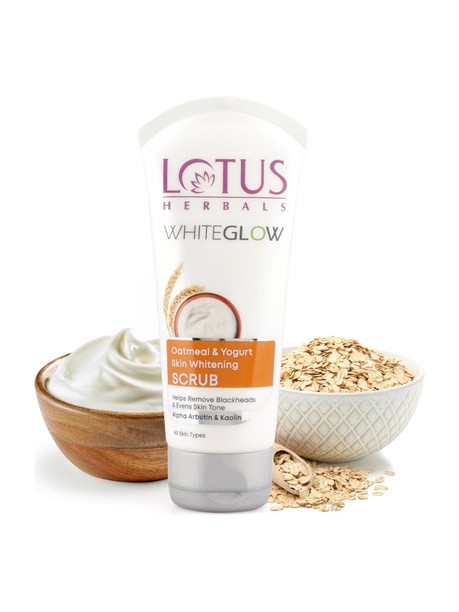 LOTUS
HERBALS
WHITEGLOW
Oatmeal & Yogurt
Skin Whitening
SCRUB
Helps Remove Blackheads
& Evens Skin Tone
Alpha Arbutin & Kaolin
All Skin Types